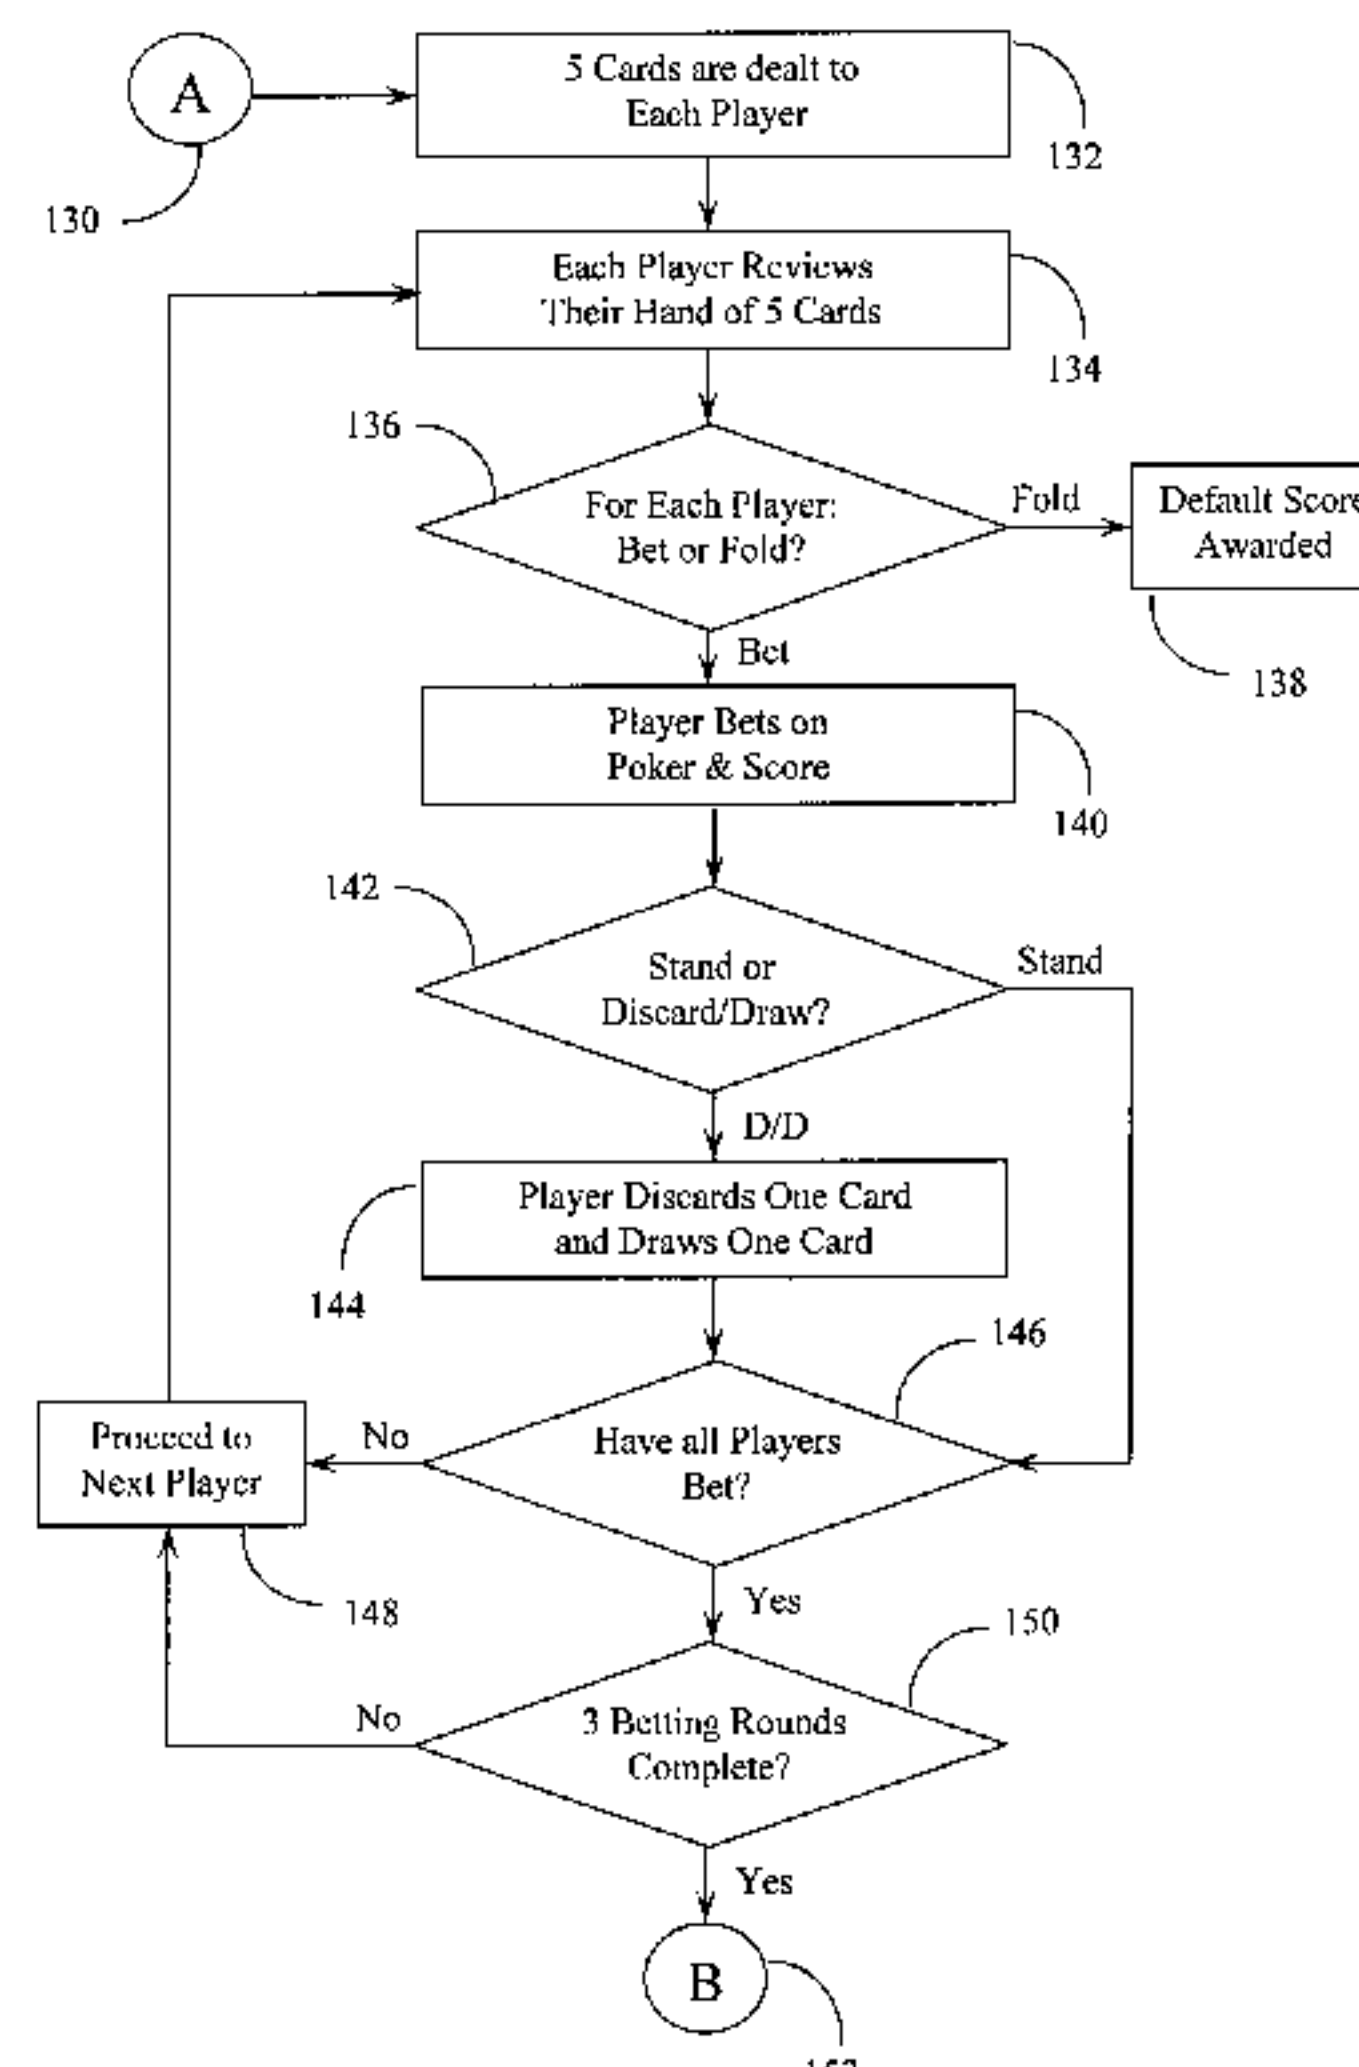 A
5 Cards are dealt to
Each Player
132
130
Each Player Reviews
Their Hand of 5 Cards
134
136
For Each Player:
Bet or Fold?
Fold
Default Score
Awarded
138
Bet
Player Bets on
Poker & Score
140
142
Stand or
Discard/Draw?
Stand
D/D
Player Discards One Card
and Draws One Card
144
146
Have all Players
Bet?
No
Proceed to
Next Player
148
Yes
150
3 Betting Rounds
Complete?
No
Yes
B